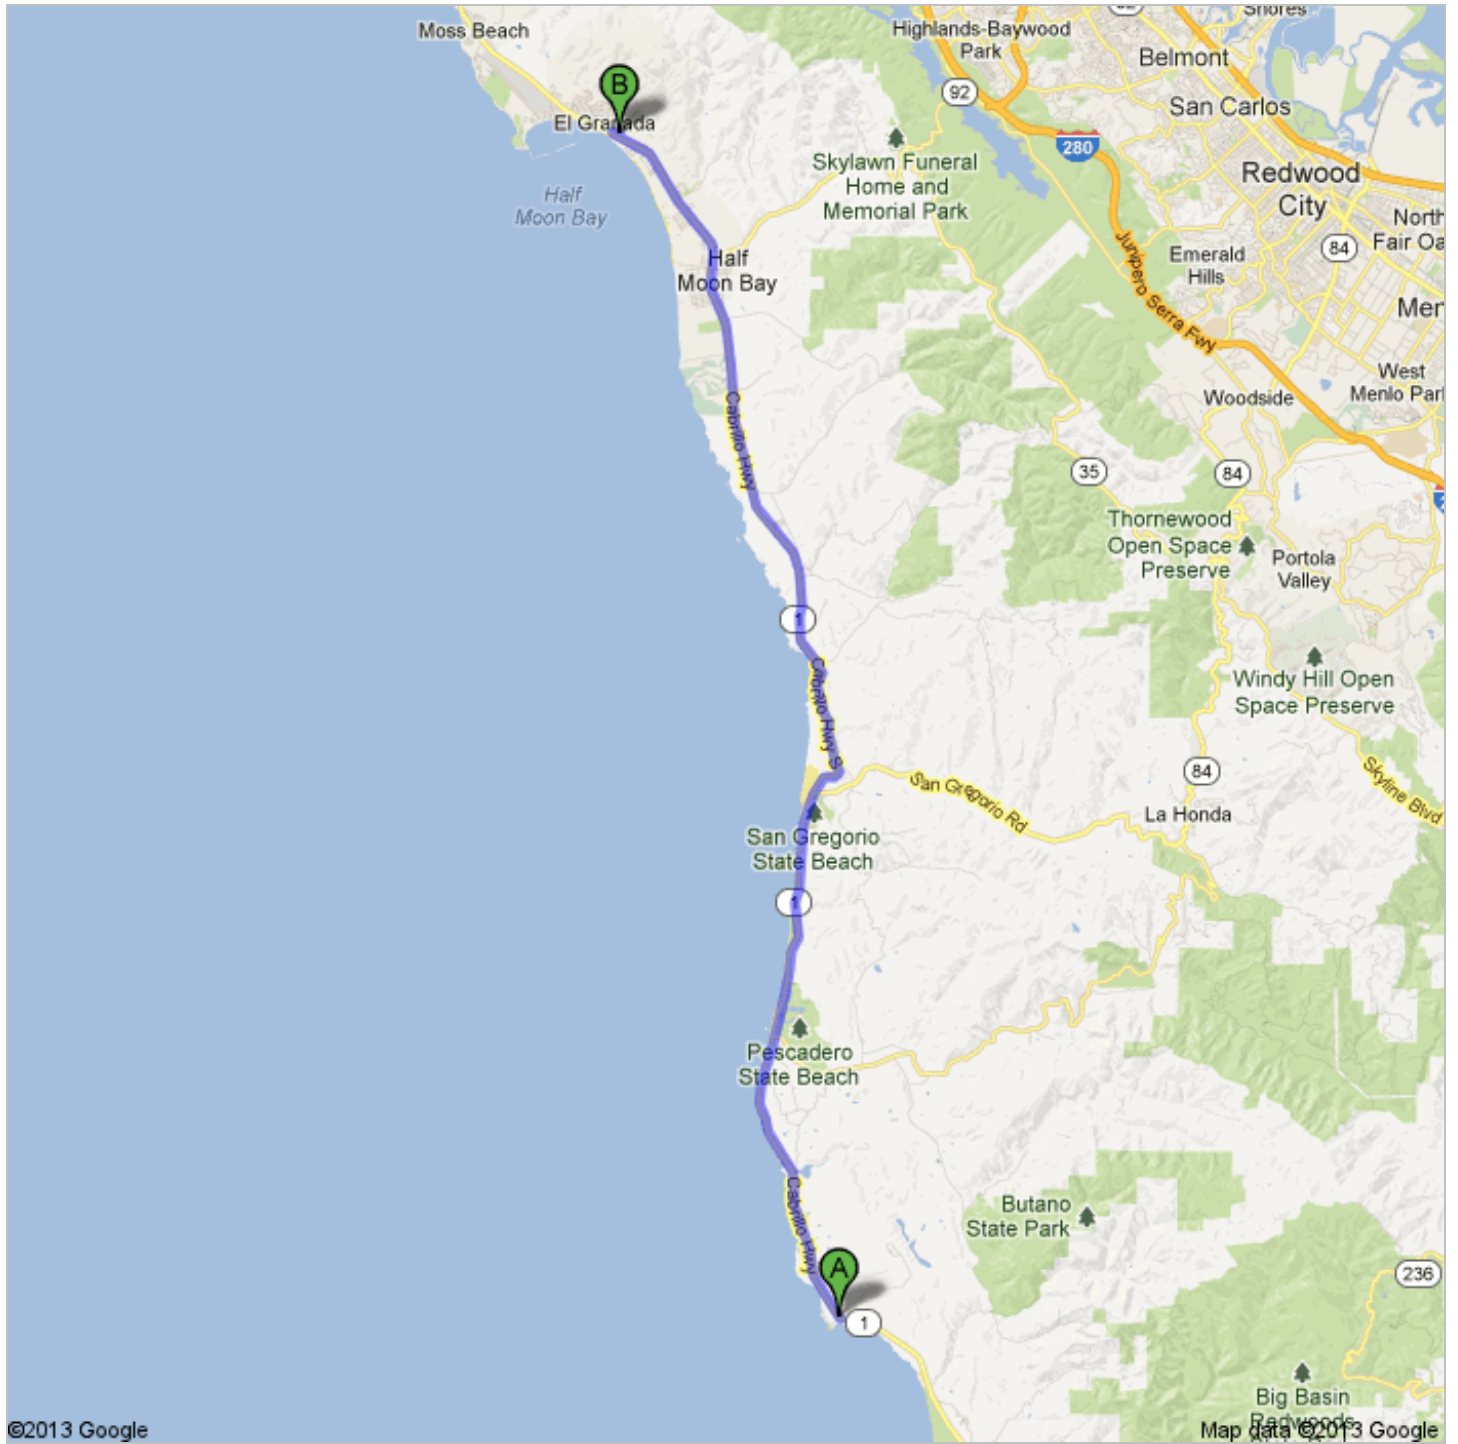 Moss Beach
Highlands-Baywood
Park
92
Shores
Belmont
San Carlos
B
El Granada
280
Skylawn Funeral
Home and
Memorial Park
Redwood
City
Half
Moon Bay
North
Fair Oa
84
Emerald
Hills
Half
Moon Bay
Junipero Serra Fwy
Men
West
Menlo Park
Woodside
Cabrillo Hwy
35
84
Thornewood
Open Space
Preserve
Portola
Valley
1
Cabrillo Hwy S
Windy Hill Open
Space Preserve
84
Skyline Blvd
San Gregorio Rd
La Honda
San Gregorio
State Beach
1
Pescadero
State Beach
Cabrillo Hwy
Butano
State Park
A
1
236
Big Basin
Redwoods
©2013 Google
Map data ©2013 Google